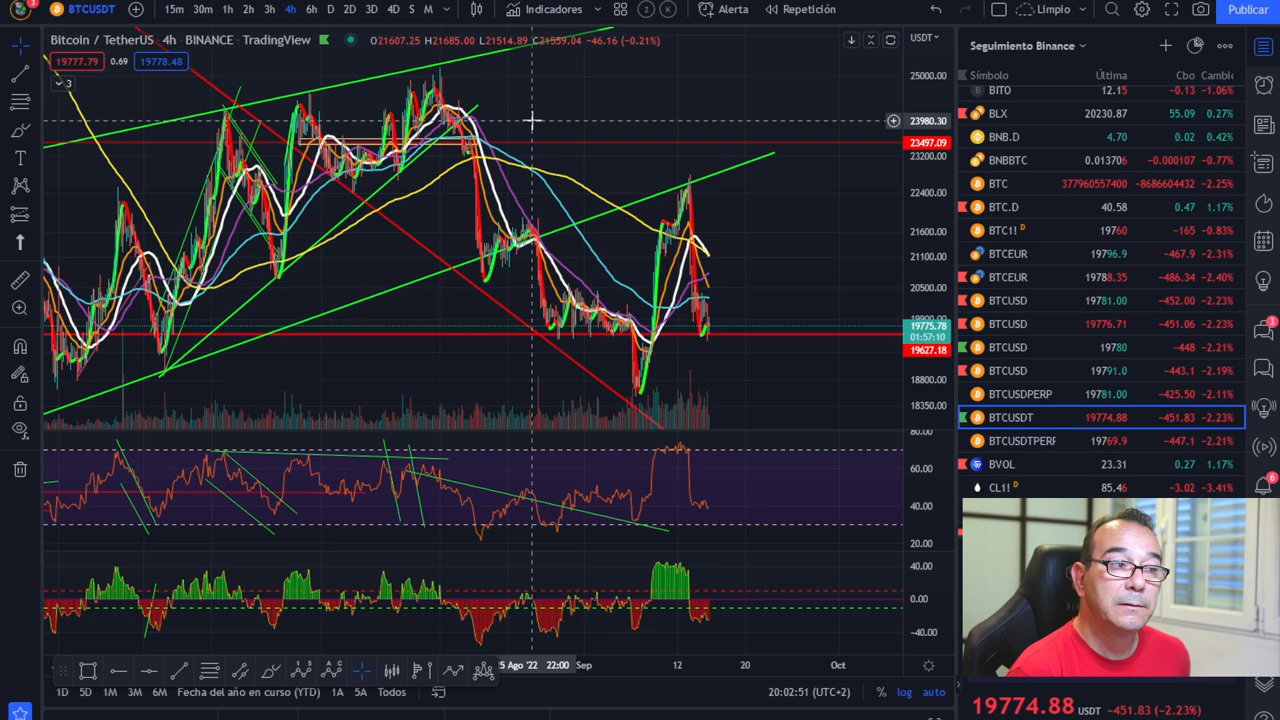 3
BTCUSDT
15m 30m 1h 2h 3h 4h 6h D 2D 3D 4D S M
Indicadores
2 K
Alerta
Repetición
Limpio
Publicar
Bitcoin / TetherUS · 4h · BINANCE · TradingView
O21607.25 H21685.00 L21514.89 C21559.04 -46.16 (-0.21%)
USDT
19777.79 0.69 19778.48
3
25000.00
23980.30
23497.09
23200.00
22400.00
21600.00
21100.00
20500.00
19775.78
01:57:10
19627.18
18800.00
18350.00
80.00
60.00
40.00
20.00
40.00
0.00
-40.00
25 Ago '22 22:00
Sep
12
20
Oct
1D 5D 1M 3M 6M Fecha del año en curso (YTD) 1A 5A Todos
20:02:51 (UTC+2)
% log auto
Seguimiento Binance
Símbolo Última Cbo
BITO 12.15 -0.13 -1.06%
BLX 20230.87 55.09 0.27%
BNB.D 4.70 0.02 0.42%
BNBBTC 0.013706 -0.000107 -0.77%
BTC 377960557400 -8686604432 -2.25%
BTC.D 40.58 0.47 1.17%
BTC1! D 19760 -165 -0.83%
BTCEUR 19796.9 -467.9 -2.31%
BTCEUR 19788.35 -486.34 -2.40%
BTCUSD 19781.00 -452.00 -2.23%
BTCUSD 19776.71 -451.06 -2.23%
BTCUSD 19780 -448 -2.21%
BTCUSD 19791.0 -443.1 -2.19%
BTCUSDPERP 19781.00 -425.50 -2.11%
BTCUSDT 19774.88 -451.83 -2.23%
BTCUSDTPERF 19769.9 -447.1 -2.21%
BVOL 23.31 0.27 1.17%
CL1! D 85.46 -3.02 -3.41%
3
6
19774.88 USDT -451.83 (-2.23%)